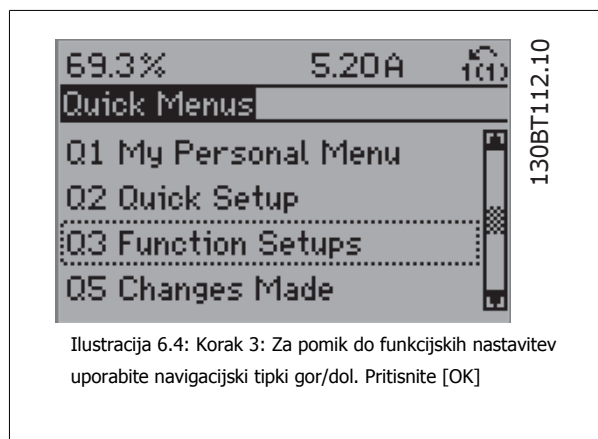 69.3% 5.20A 1(1)
Quick Menus
Q1 My Personal Menu
Q2 Quick Setup
Q3 Function Setups
Q5 Changes Made
130BT112.10
Ilustracija 6.4: Korak 3: Za pomik do funkcijskih nastavitev
uporabite navigacijski tipki gor/dol. Pritisnite [OK]